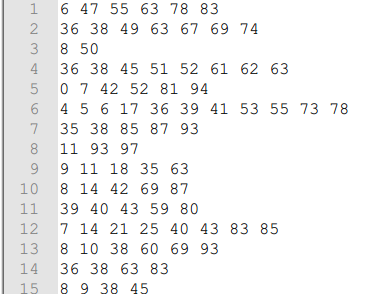 1 6 47 55 63 78 83
2 36 38 49 63 67 69 74
3 8 50
4 36 38 45 51 52 61 62 63
5 0 7 42 52 81 94
6 4 5 6 17 36 39 41 53 55 73 78
7 35 38 85 87 93
8 11 93 97
9 9 11 18 35 63
10 8 14 42 69 87
11 39 40 43 59 80
12 7 14 21 25 40 43 83 85
13 8 10 38 60 69 93
14 36 38 63 83
15 8 9 38 45